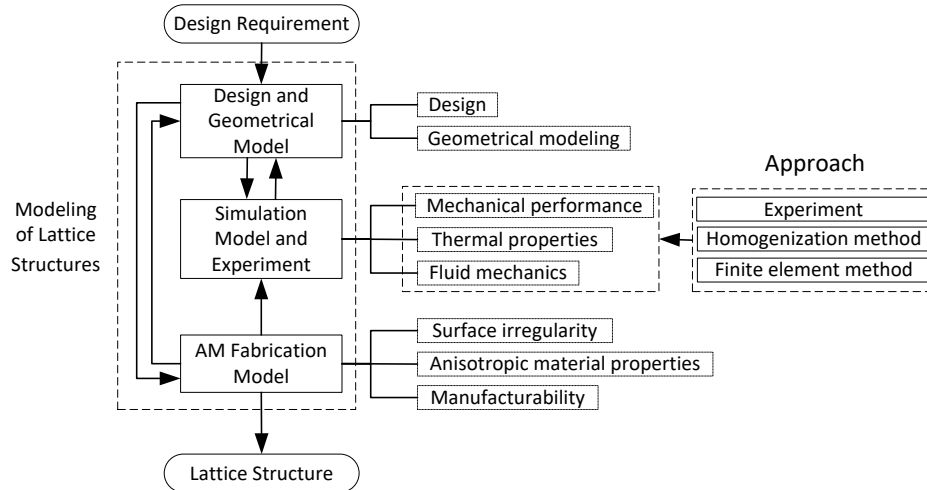 Design Requirement
Design and
Geometrical
Model
Design
Geometrical modeling
Modeling
of Lattice
Structures
Simulation
Model and
Experiment
Mechanical performance
Thermal properties
Fluid mechanics
Approach
Experiment
Homogenization method
Finite element method
AM Fabrication
Model
Surface irregularity
Anisotropic material properties
Manufacturability
Lattice Structure